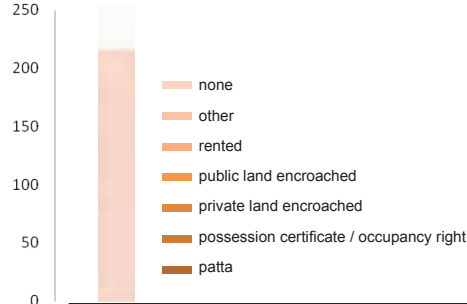 250
200
150
100
50
0
none
other
rented
public land encroached
private land encroached
possession certificate / occupancy right
patta